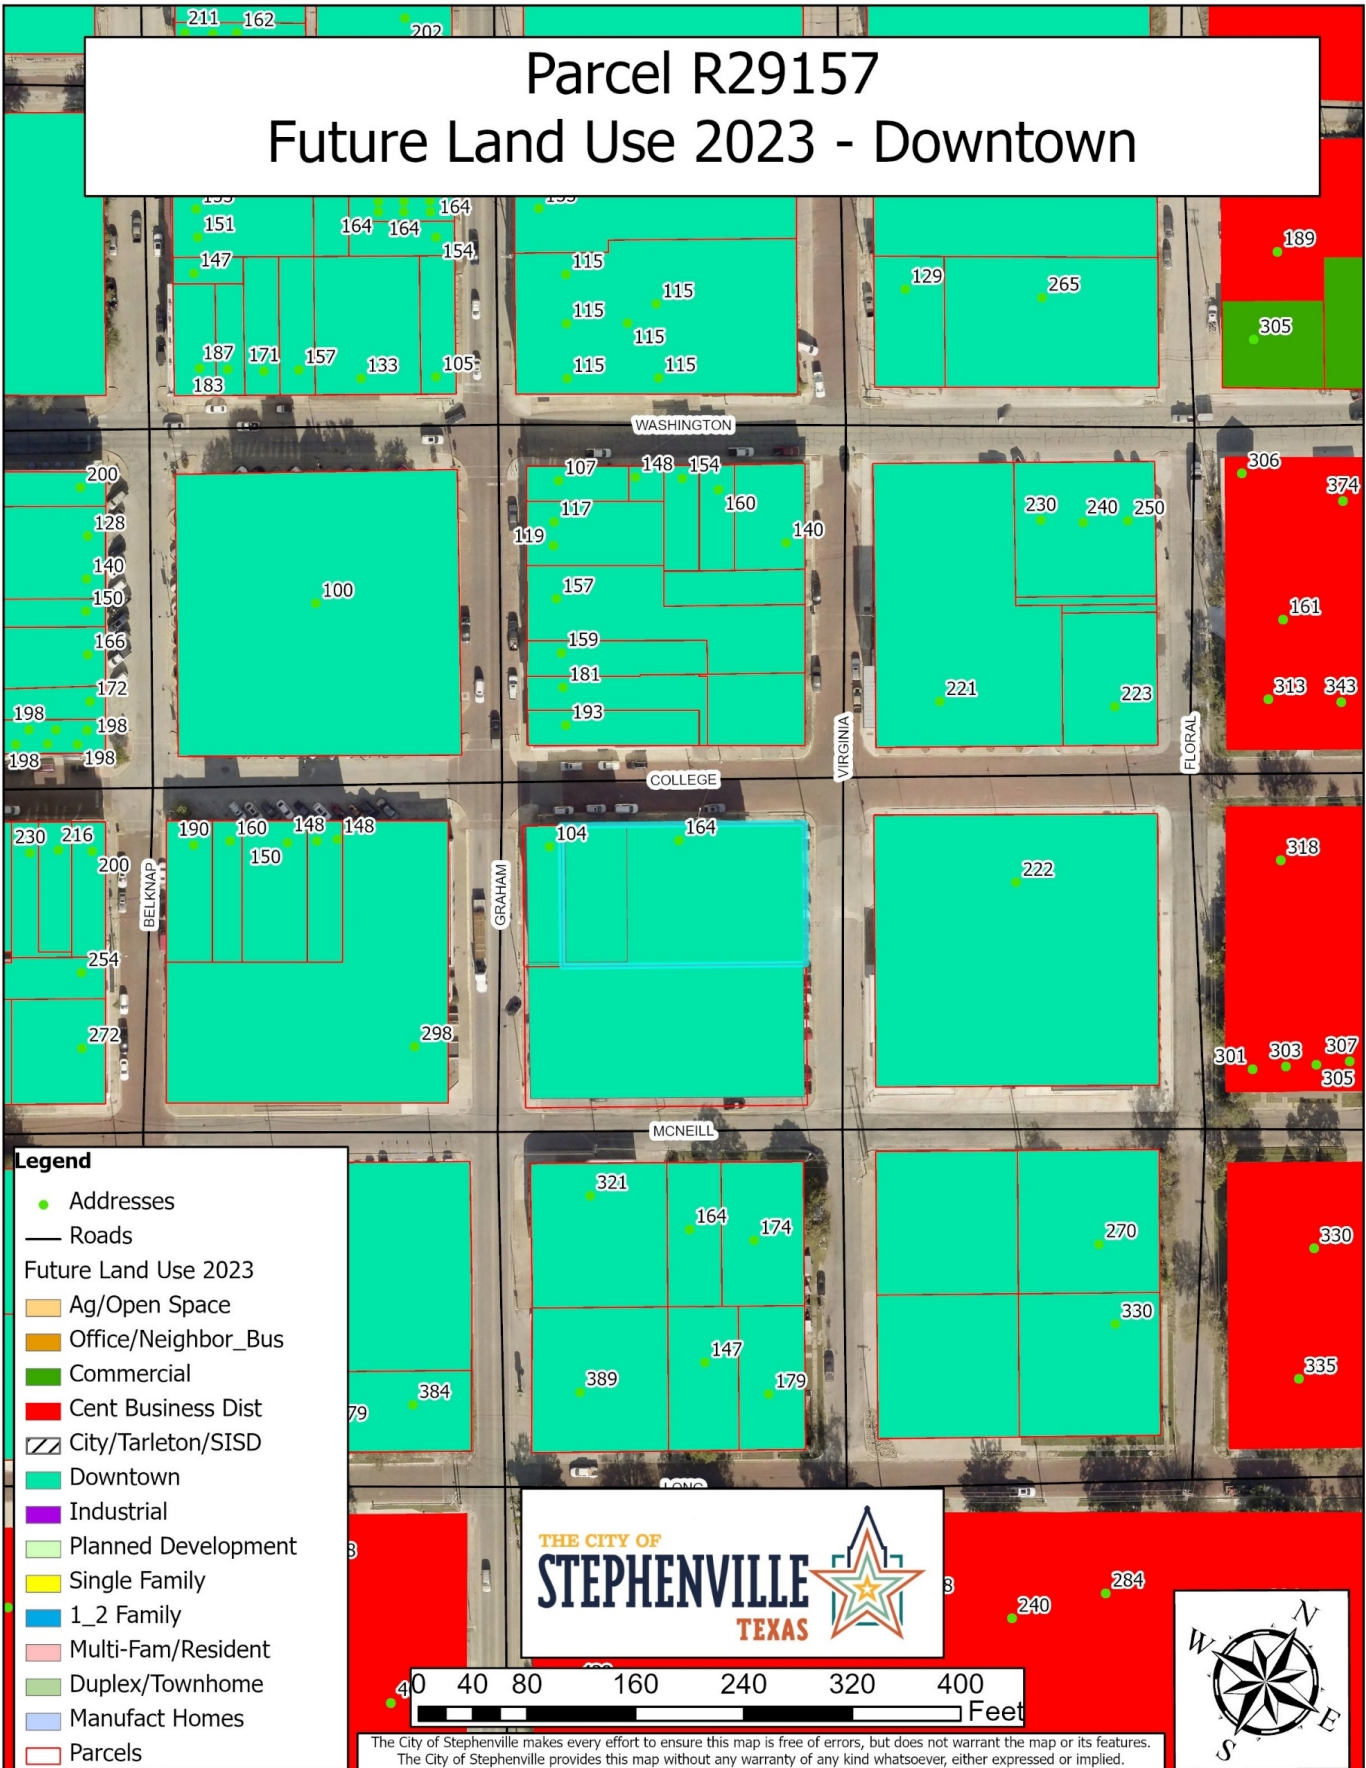 211 162
202
Parcel R29157
Future Land Use 2023 - Downtown
164
151 164 164
154
147
187 171 157 133 105
183
115
115
115
115
115 115
129 265
189
305
WASHINGTON
200
128
140
150
166
172
198 198
198 198
100
107 148 154
160
117
119 140
157
159
181
193
230 240 250
221 223
306
374
161
313 343
COLLEGE
VIRGINIA
FLORAL
BELKNAP
GRAHAM
230 216
200
254
272
190 160 148 148
150
298
104 164
222
318
301 303 307
305
MCNEILL
321
164 174
147
389 179
270
330
330
335
384
79
LONG
Legend
Addresses
Roads
Future Land Use 2023
Ag/Open Space
Office/Neighbor_Bus
Commercial
Cent Business Dist
City/Tarleton/SISD
Downtown
Industrial
Planned Development
Single Family
1_2 Family
Multi-Fam/Resident
Duplex/Townhome
Manufact Homes
Parcels
THE CITY OF
STEPHENVILLE
TEXAS
8
8
240 284
0 40 80 160 240 320 400
Feet
N
W
E
S
The City of Stephenville makes every effort to ensure this map is free of errors, but does not warrant the map or its features.
The City of Stephenville provides this map without any warranty of any kind whatsoever, either expressed or implied.